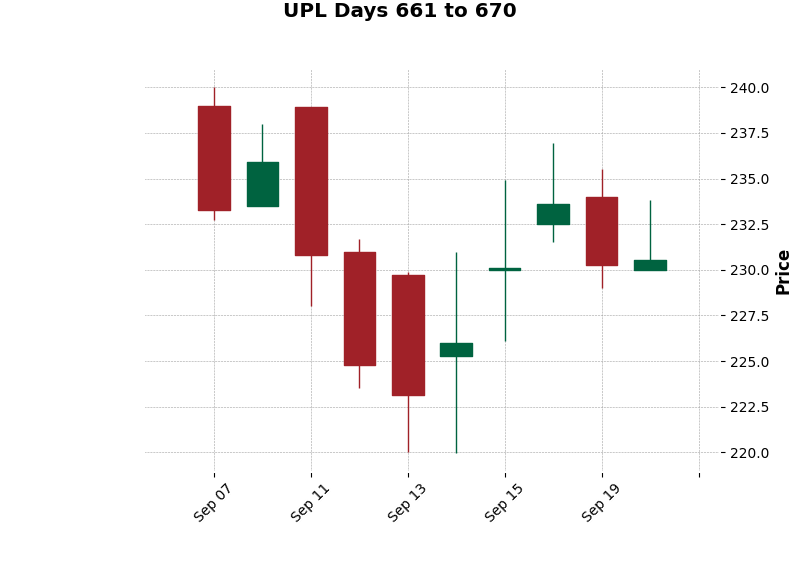 UPL Days 661 to 670
240.0
237.5
235.0
232.5
230.0
227.5
225.0
222.5
220.0
Price
Sep 07
Sep 11
Sep 13
Sep 15
Sep 19